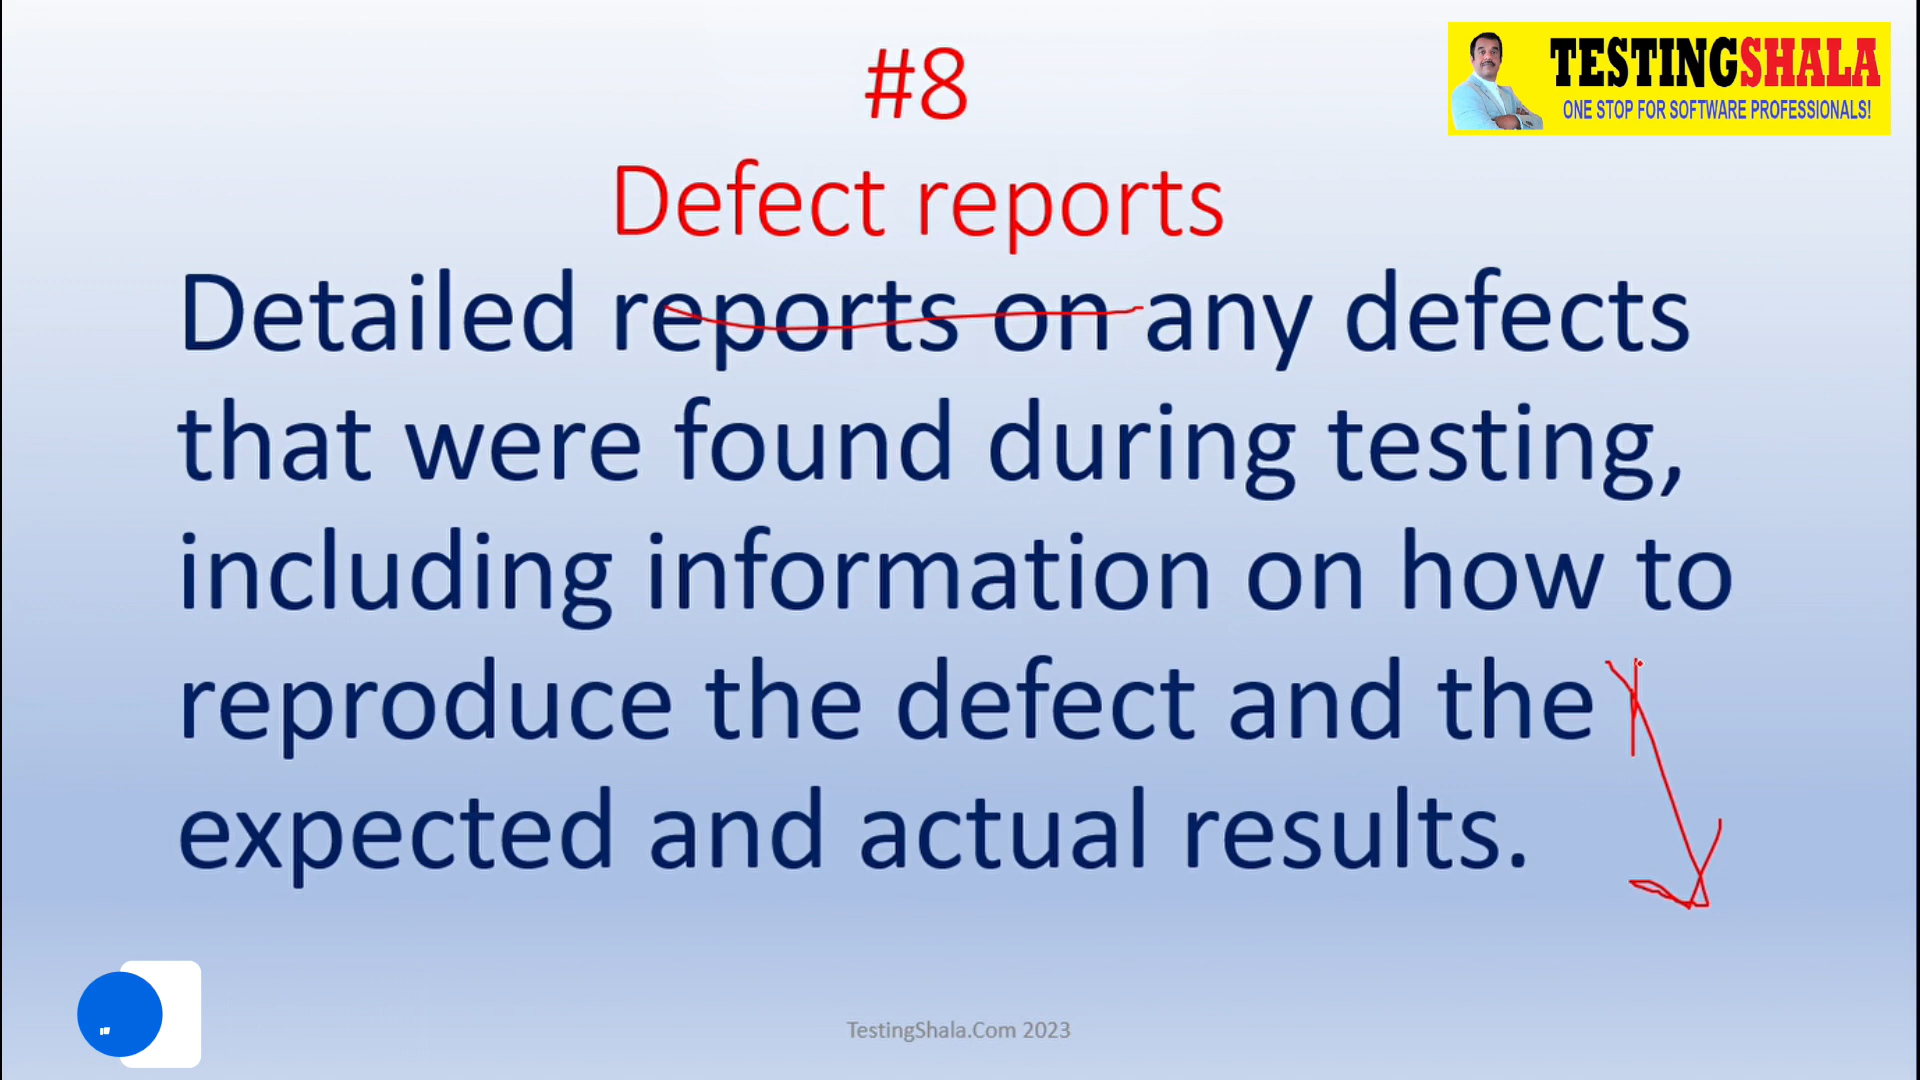 #8
TESTINGSHALA
ONE STOP FOR SOFTWARE PROFESSIONALS!
Defect reports
Detailed reports on any defects
that were found during testing,
including information on how to
reproduce the defect and the
expected and actual results.
TestingShala.Com 2023